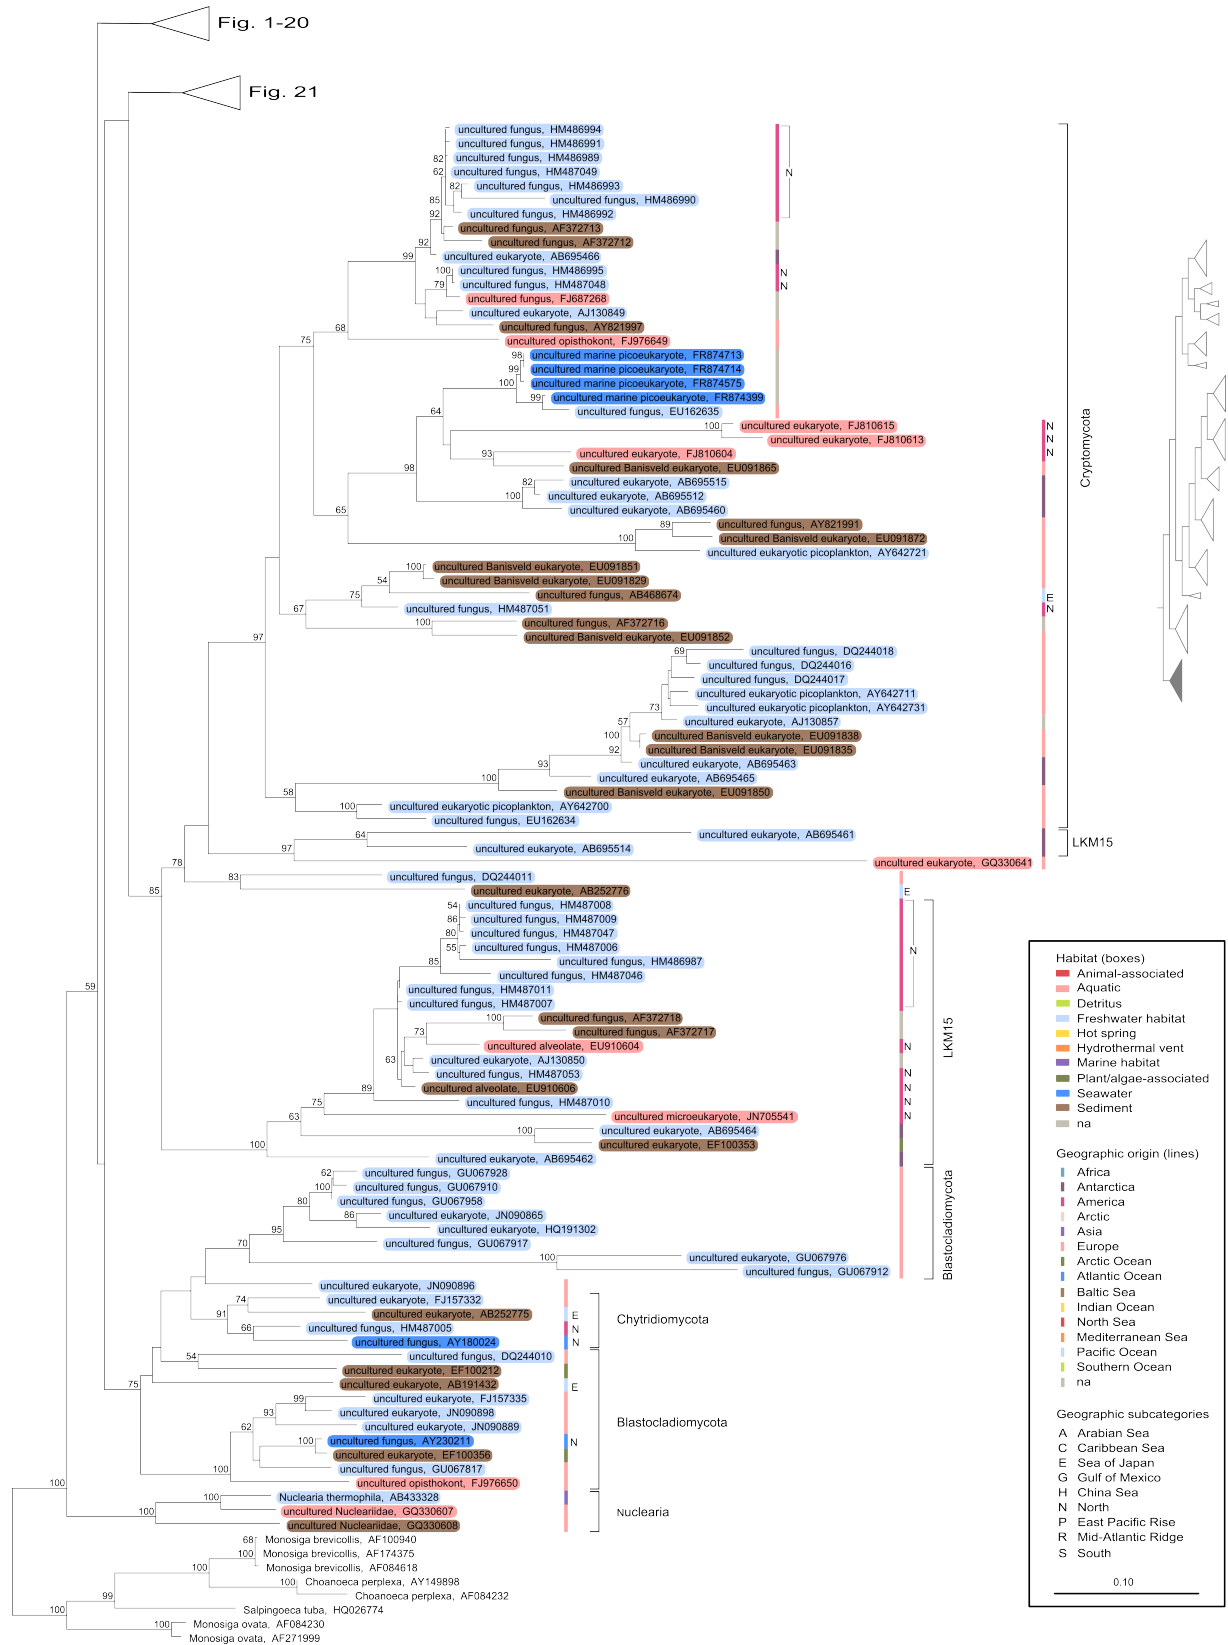 Fig. 1-20
Fig. 21
uncultured fungus, HM486994
uncultured fungus, HM486991
82 uncultured fungus, HM486989
62 uncultured fungus, HM487049
N
82 uncultured fungus, HM486993
85 uncultured fungus, HM486990
92 uncultured fungus, HM486992
uncultured fungus, AF372713
92 uncultured fungus, AF372712
99 uncultured eukaryote, AB695466
100 uncultured fungus, HM486995 N
79 uncultured fungus, HM487048 N
uncultured fungus, FJ687268
uncultured eukaryote, AJ130849
68 uncultured fungus, AY821997
75 uncultured opisthokont, FJ976649
98 uncultured marine picoeukaryote, FR874713
99 uncultured marine picoeukaryote, FR874714
100 uncultured marine picoeukaryote, FR874575
99 uncultured marine picoeukaryote, FR874399
64 uncultured fungus, EU162635
100 uncultured eukaryote, FJ810615 N
uncultured eukaryote, FJ810613 N
93 uncultured eukaryote, FJ810604 N
98 uncultured Banisveld eukaryote, EU091865
82 uncultured eukaryote, AB695515
100 uncultured eukaryote, AB695512
65 uncultured eukaryote, AB695460
89 uncultured fungus, AY821991
100 uncultured Banisveld eukaryote, EU091872
uncultured eukaryotic picoplankton, AY642721
Cryptomycota
100 uncultured Banisveld eukaryote, EU091851
54 uncultured Banisveld eukaryote, EU091829
75 uncultured fungus, AB468674 E
67 uncultured fungus, HM487051 N
100 uncultured fungus, AF372716
97 uncultured Banisveld eukaryote, EU091852
69 uncultured fungus, DQ244018
uncultured fungus, DQ244016
uncultured fungus, DQ244017
uncultured eukaryotic picoplankton, AY642711
73 uncultured eukaryotic picoplankton, AY642731
57 uncultured eukaryote, AJ130857
100 uncultured Banisveld eukaryote, EU091838
92 uncultured Banisveld eukaryote, EU091835
93 uncultured eukaryote, AB695463
100 uncultured eukaryote, AB695465
58 uncultured Banisveld eukaryote, EU091850
100 uncultured eukaryotic picoplankton, AY642700
uncultured fungus, EU162634
64 uncultured eukaryote, AB695461
97 uncultured eukaryote, AB695514
LKM15
78 uncultured eukaryote, GQ330641
83 uncultured fungus, DQ244011
85 uncultured eukaryote, AB252776 E
54 uncultured fungus, HM487008
86 uncultured fungus, HM487009
80 uncultured fungus, HM487047
55 uncultured fungus, HM487006
N
85 uncultured fungus, HM486987
uncultured fungus, HM487046
uncultured fungus, HM487011
uncultured fungus, HM487007
100 uncultured fungus, AF372718
73 uncultured fungus, AF372717
uncultured alveolate, EU910604 N
63 uncultured eukaryote, AJ130850
uncultured fungus, HM487053 N
89 uncultured alveolate, EU910606 N
75 uncultured fungus, HM487010 N
63 uncultured microeukaryote, JN705541 N
100 uncultured eukaryote, AB695464
100 uncultured eukaryote, EF100353
uncultured eukaryote, AB695462
LKM15
62 uncultured fungus, GU067928
100 uncultured fungus, GU067910
80 uncultured fungus, GU067958
86 uncultured eukaryote, JN090865
95 uncultured eukaryote, HQ191302
70 uncultured fungus, GU067917
100 uncultured eukaryote, GU067976
uncultured fungus, GU067912
Blastocladiomycota
59
uncultured eukaryote, JN090896
74 uncultured eukaryote, FJ157332
91 uncultured eukaryote, AB252775 E
66 uncultured fungus, HM487005 N
uncultured fungus, AY180024 N
Chytridiomycota
54 uncultured fungus, DQ244010
uncultured eukaryote, EF100212
75 uncultured eukaryote, AB191432 E
99 uncultured eukaryote, FJ157335
93 uncultured eukaryote, JN090898
62 uncultured eukaryote, JN090889
100 uncultured fungus, AY230211 N
uncultured eukaryote, EF100356
100 uncultured fungus, GU067817
100 uncultured opisthokont, FJ976650
Blastocladiomycota
100 Nuclearia thermophila, AB433328
100 uncultured Nucleariidae, GQ330607
uncultured Nucleariidae, GQ330608
Nuclearia
68 Monosiga brevicollis, AF100940
100 Monosiga brevicollis, AF174375
100 Monosiga brevicollis, AF084618
100 Choanoeca perplexa, AY149898
99 Choanoeca perplexa, AF084232
100 Salpingoeca tuba, HQ026774
100 Monosiga ovata, AF084230
Monosiga ovata, AF271999
Habitat (boxes)
Animal-associated
Aquatic
Detritus
Freshwater habitat
Hot spring
Hydrothermal vent
Marine habitat
Plant/algae-associated
Seawater
Sediment
na
Geographic origin (lines)
Africa
Antarctica
America
Arctic
Asia
Europe
Arctic Ocean
Atlantic Ocean
Baltic Sea
Indian Ocean
North Sea
Mediterranean Sea
Pacific Ocean
Southern Ocean
na
Geographic subcategories
A Arabian Sea
C Caribbean Sea
E Sea of Japan
G Gulf of Mexico
H China Sea
N North
P East Pacific Rise
R Mid-Atlantic Ridge
S South
0.10